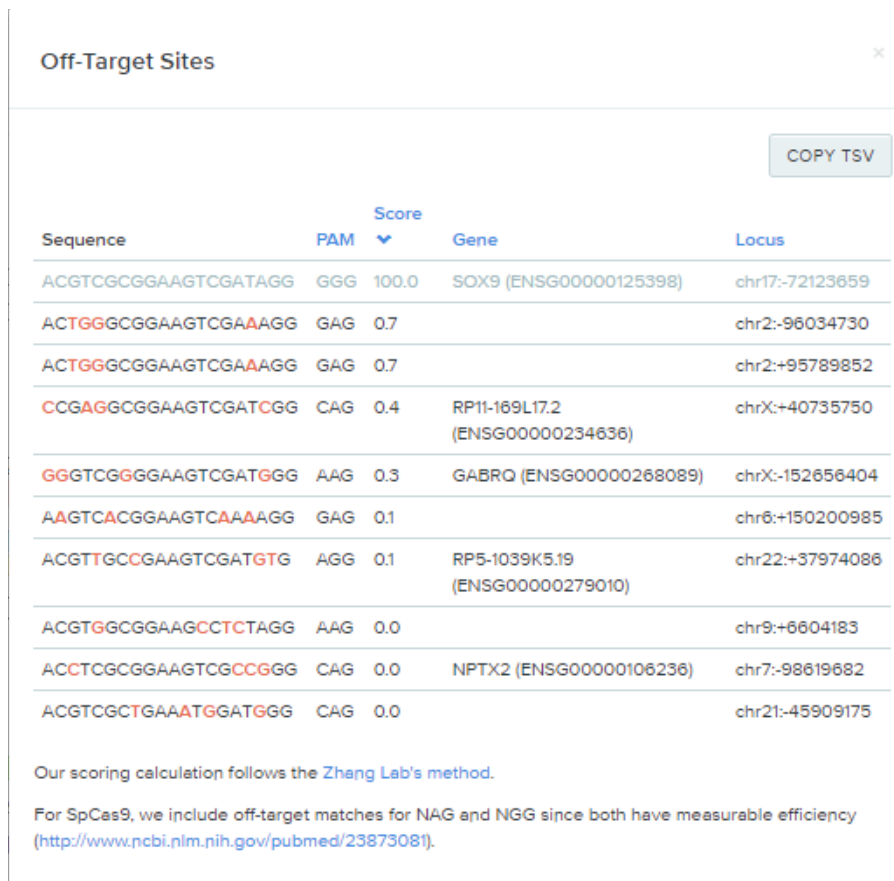 Off-Target Sites
×
COPY TSV
Score
Sequence PAM Gene Locus
ACGTCGCGGAAGTCGATAGG GGG 100.0 SOX9 (ENSG00000125398) chr17:-72123659
ACTGGGCGGAAGTCGAAAGG GAG 0.7 chr2:-96034730
ACTGGGCGGAAGTCGAAAGG GAG 0.7 chr2:+95789852
CCGAGGCGGAAGTCGATCGG CAG 0.4 RP11-169L17.2 chrX:+40735750
(ENSG00000234636)
GGGTCGGGGAAGTCGATGGG AAG 0.3 GABRQ (ENSG00000268089) chrX:-152656404
AAGTCACGGAAGTCAAAAGG GAG 0.1 chr6:+150200985
ACGTTGCCGAAGTCGATGTG AGG 0.1 RP5-1039K5.19 chr22:+37974086
(ENSG00000279010)
ACGTGGCGGAAGCCTCTAGG AAG 0.0 chr9:+6604183
ACCTCGCGGAAGTCGCCGGG CAG 0.0 NPTX2 (ENSG00000106236) chr7:-98619682
ACGTCGCTGAAATGGATGGG CAG 0.0 chr21:-45909175
Our scoring calculation follows the Zhang Lab's method.
For SpCas9, we include off-target matches for NAG and NGG since both have measurable efficiency
(http://www.ncbi.nlm.nih.gov/pubmed/23873081).